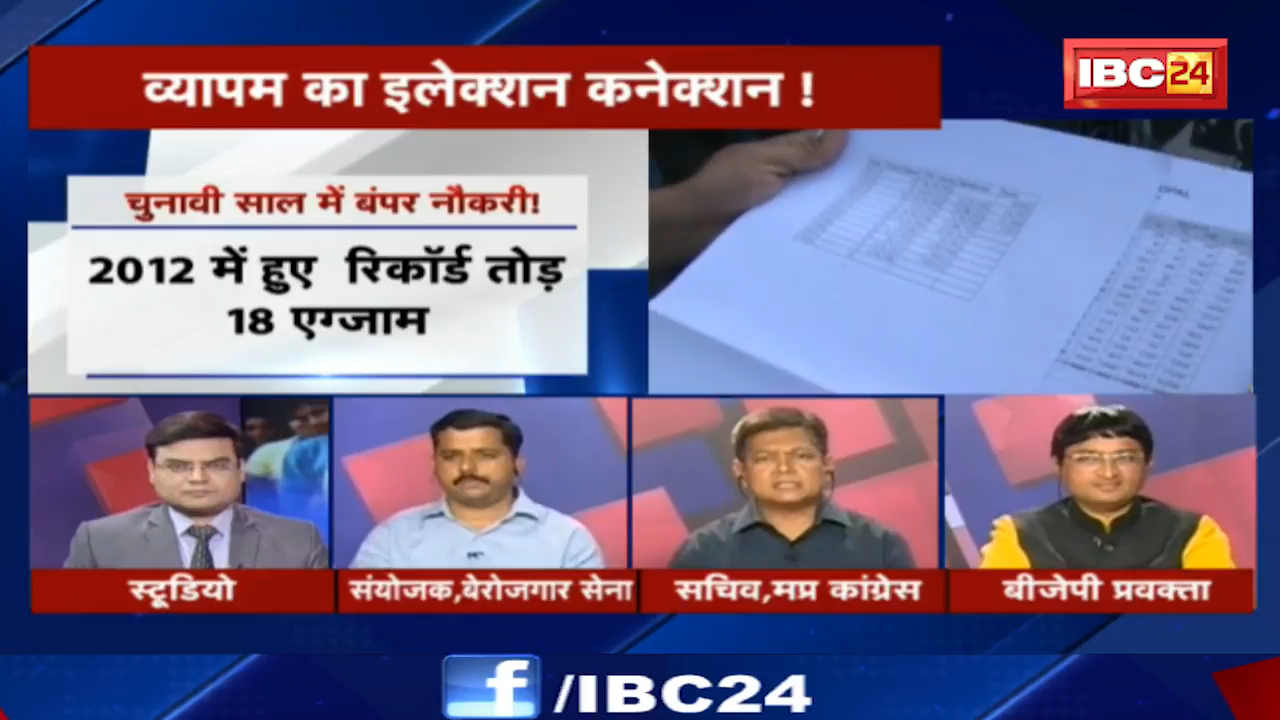 व्यापम का इलेक्शन कनेक्शन !
IBC24
चुनावी साल में बंपर नौकरी!
2012 में हुए रिकॉर्ड तोड़
18 एग्जाम
स्टूडियो
संयोजक,बेरोजगार सेना
सचिव,मप्र कांग्रेस
बीजेपी प्रवक्ता
f/IBC24